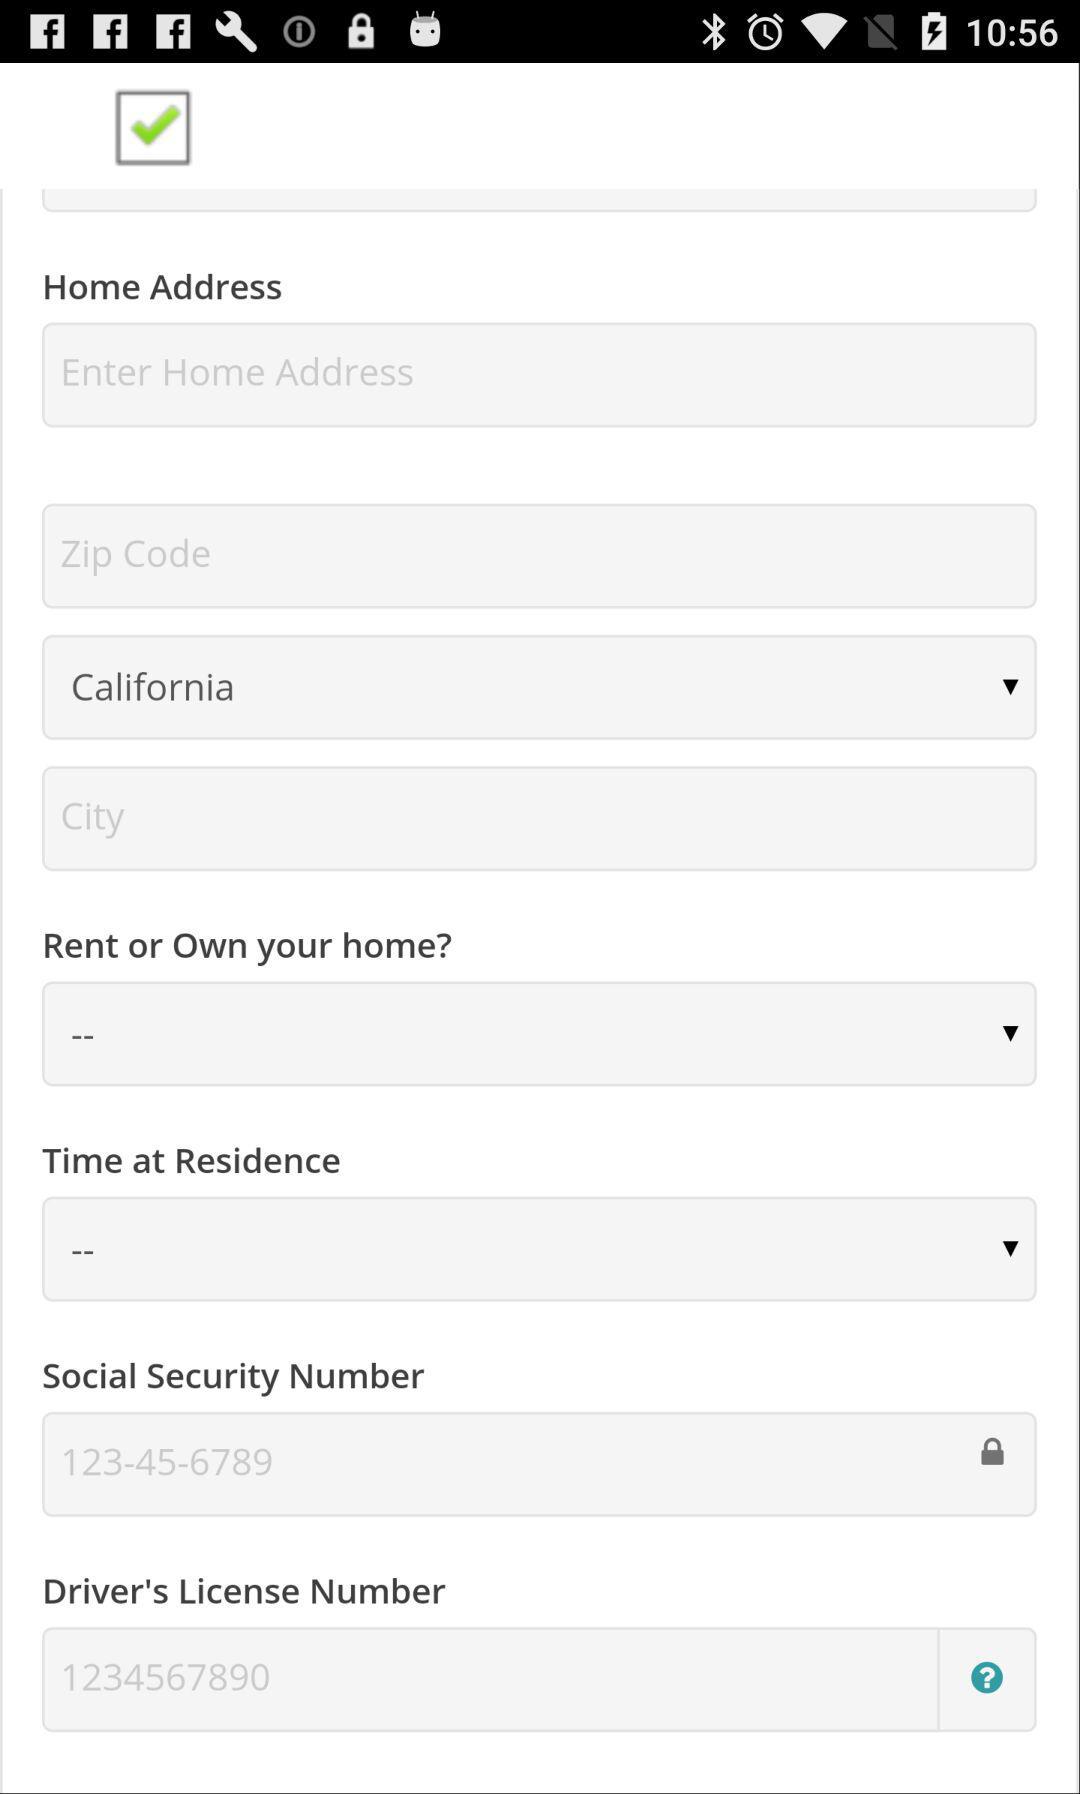 10:56
Home Address
Enter Home Address
Zip Code
California
City
Rent or Own your home?
--
Time at Residence
--
Social Security Number
123-45-6789
Driver's License Number
1234567890